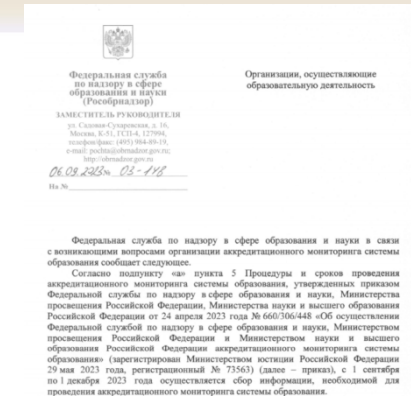 Федеральная служба
по надзору в сфере
образования и науки
(Рособрнадзор)
ЗАМЕСТИТЕЛЬ РУКОВОДИТЕЛЯ
ул. Садовая-Сухаревская, д. 16,
Москва, К-51, ГСП-4, 127994,
телефон/факс: (495) 984-89-19,
e-mail: pochta@obrnadzor.gov.ru;
http://obrnadzor.gov.ru
06.09.2023 № 03-148
На №
Организации, осуществляющие
образовательную деятельность
Федеральная служба по надзору в сфере образования и науки в связи
с возникающими вопросами организации аккредитационного мониторинга системы
образования сообщает следующее.
Согласно подпункту «а» пункта 5 Процедуры и сроков проведения
аккредитационного мониторинга системы образования, утвержденных приказом
Федеральной службы по надзору в сфере образования и науки, Министерства
просвещения Российской Федерации, Министерства науки и высшего образования
Российской Федерации от 24 апреля 2023 года № 660/306/448 «Об осуществлении
Федеральной службой по надзору в сфере образования и науки, Министерством
просвещения Российской Федерации и Министерством науки и высшего
образования Российской Федерации аккредитационного мониторинга системы
образования» (зарегистрирован Министерством юстиции Российской Федерации
29 мая 2023 года, регистрационный № 73563) (далее – приказ), с 1 сентября
по 1 декабря 2023 года осуществляется сбор информации, необходимой для
проведения аккредитационного мониторинга системы образования.